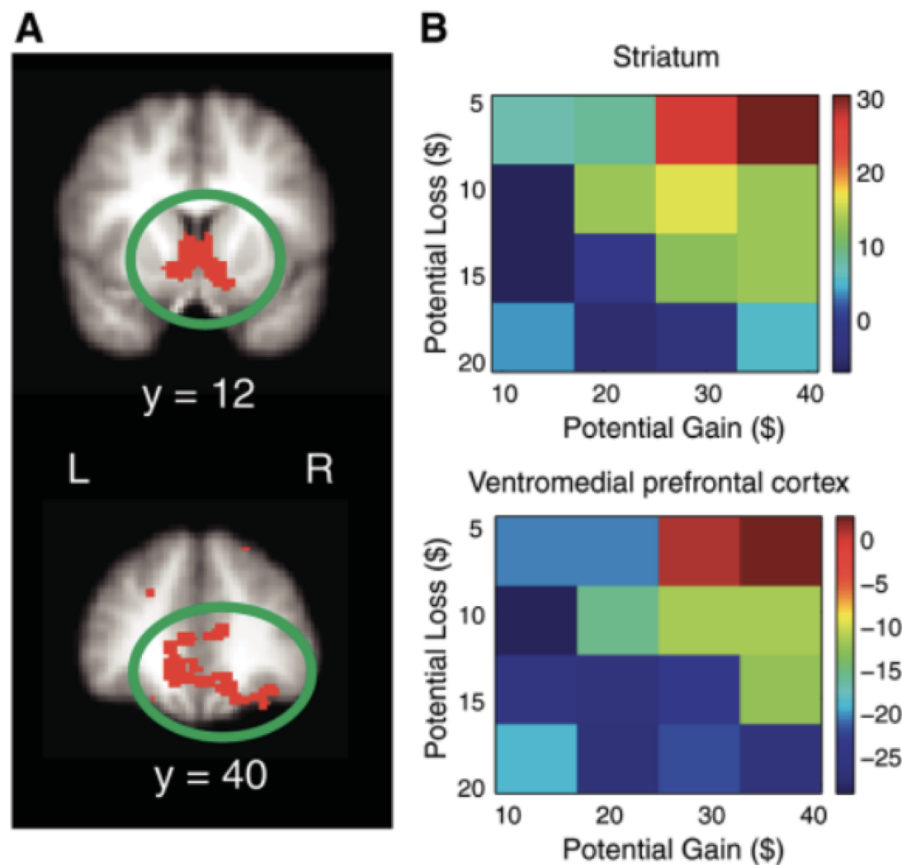 A
y = 12
L R
y = 40
B
Striatum
Potential Loss ($)
5
10
15
20
10 20 30 40
Potential Gain ($)
30
20
10
0
Ventromedial prefrontal cortex
Potential Loss ($)
5
10
15
20
10 20 30 40
Potential Gain ($)
0
−5
−10
−15
−20
−25